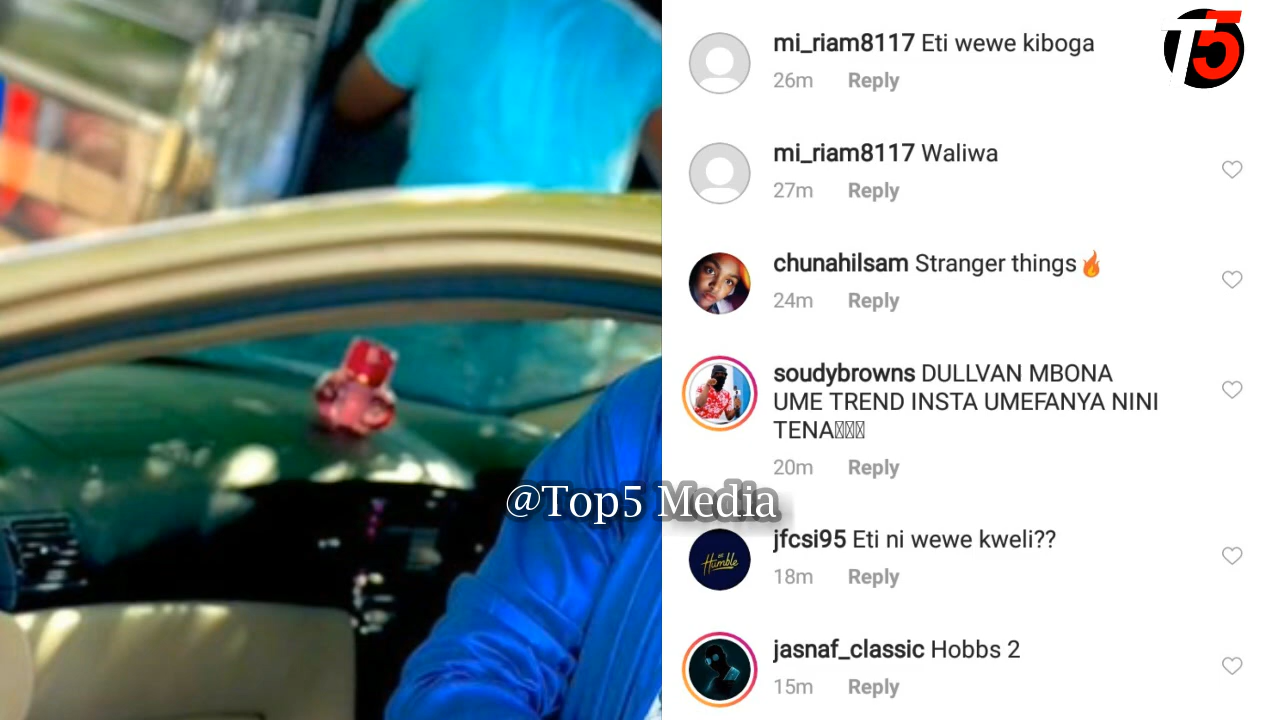 mi_riam8117 Eti wewe kiboga
26m Reply
T5
mi_riam8117 Waliwa
27m Reply
chunahilsam Stranger things🔥
24m Reply
soudybrowns DULLVAN MBONA
UME TREND INSTA UMEFANYA NINI
TENA
20m Reply
@Top5 Media
jfcsi95 Eti ni wewe kweli??
Humble
18m Reply
jasnaf_classic Hobbs 2
15m Reply